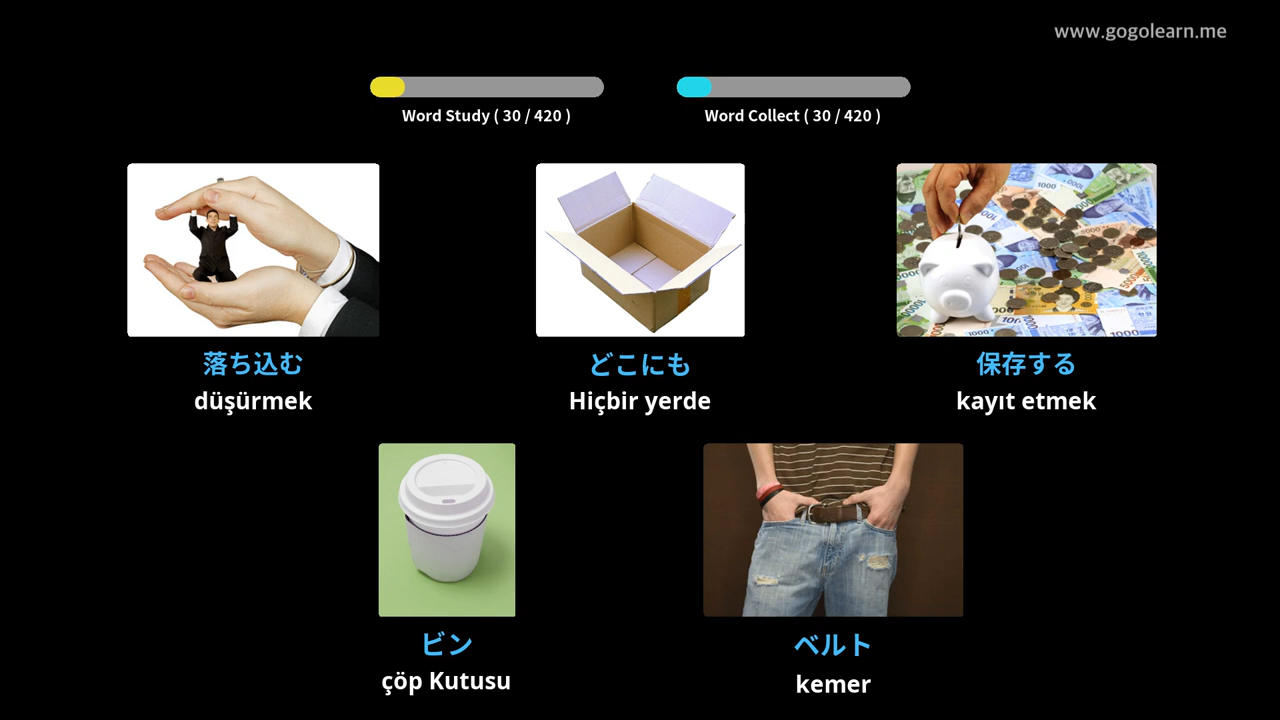 www.gogolearn.me
Word Study ( 30 / 420 )
Word Collect ( 30 / 420 )
落ち込む
düşürmek
どこにも
Hiçbir yerde
保存する
kayıt etmek
ビン
çöp Kutusu
ベルト
kemer